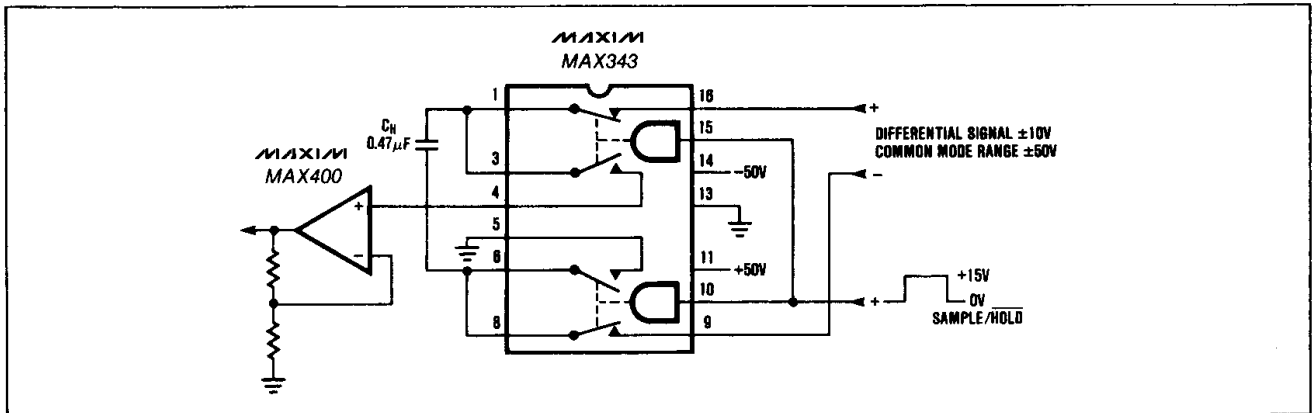 MAXIM
MAX343
1
16
+
15
DIFFERENTIAL SIGNAL ±10V
COMMON MODE RANGE ±50V
CH
0.47µF
MAXIM
MAX400
3
14
−50V
−
4
13
+
5
6
11
+50V
−
10
+
+15V
0V
SAMPLE/HOLD
8
9